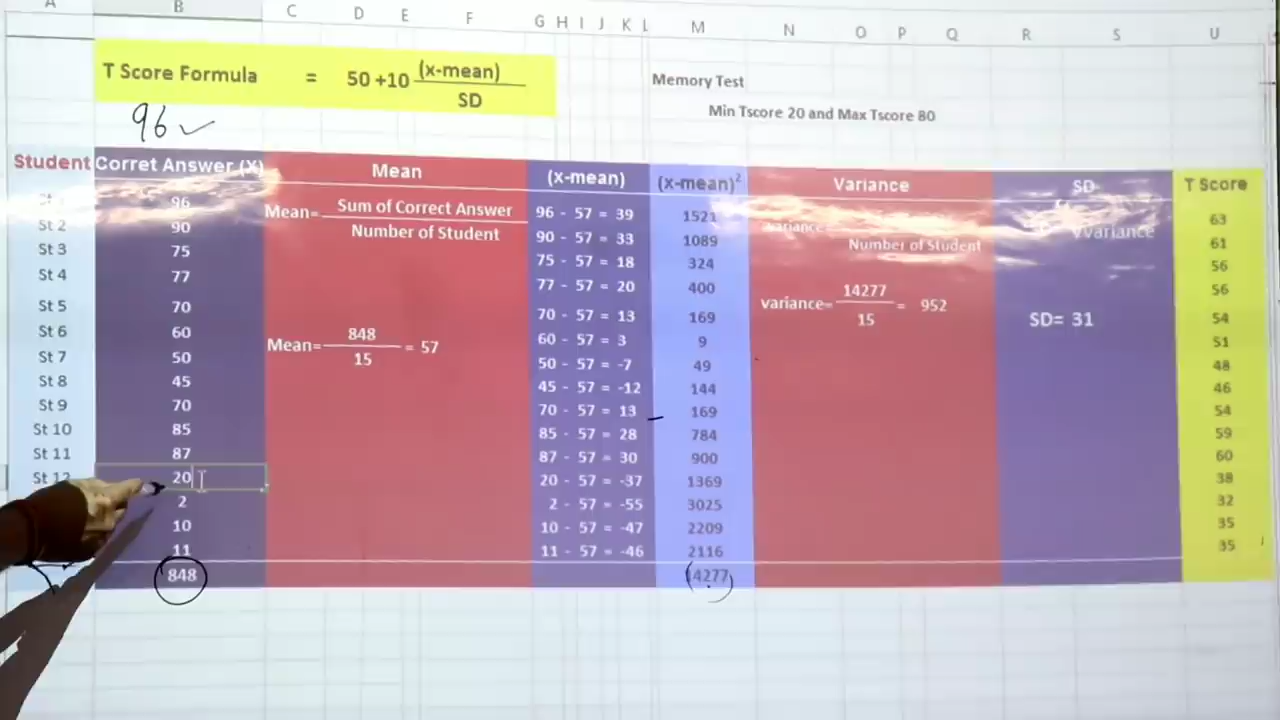 A B C D E F G H I J K L M N O P Q R S U
T Score Formula = 50 +10 (x-mean)
SD
Memory Test
Min Tscore 20 and Max Tscore 80
96
Student Corret Answer (X) Mean (x-mean) (x-mean)² Variance SD T Score
96 Mean= Sum of Correct Answer 96 - 57 = 39 1521 variance= 63
St 2 90 Number of Student 90 - 57 = 33 1089 Number of Student √variance 61
St 3 75 75 - 57 = 18 324 56
St 4 77 77 - 57 = 20 400 14277 56
St 5 70 70 - 57 = 13 169 variance= 15 = 952 SD= 31 54
St 6 60 848 60 - 57 = 3 9 51
St 7 50 Mean= 15 = 57 50 - 57 = -7 49 48
St 8 45 45 - 57 = -12 144 46
St 9 70 70 - 57 = 13 169 54
St 10 85 85 - 57 = 28 784 59
St 11 87 87 - 57 = 30 900 60
St 12 20 20 - 57 = -37 1369 38
2 2 - 57 = -55 3025 32
10 10 - 57 = -47 2209 35
11 11 - 57 = -46 2116 35
848 14277